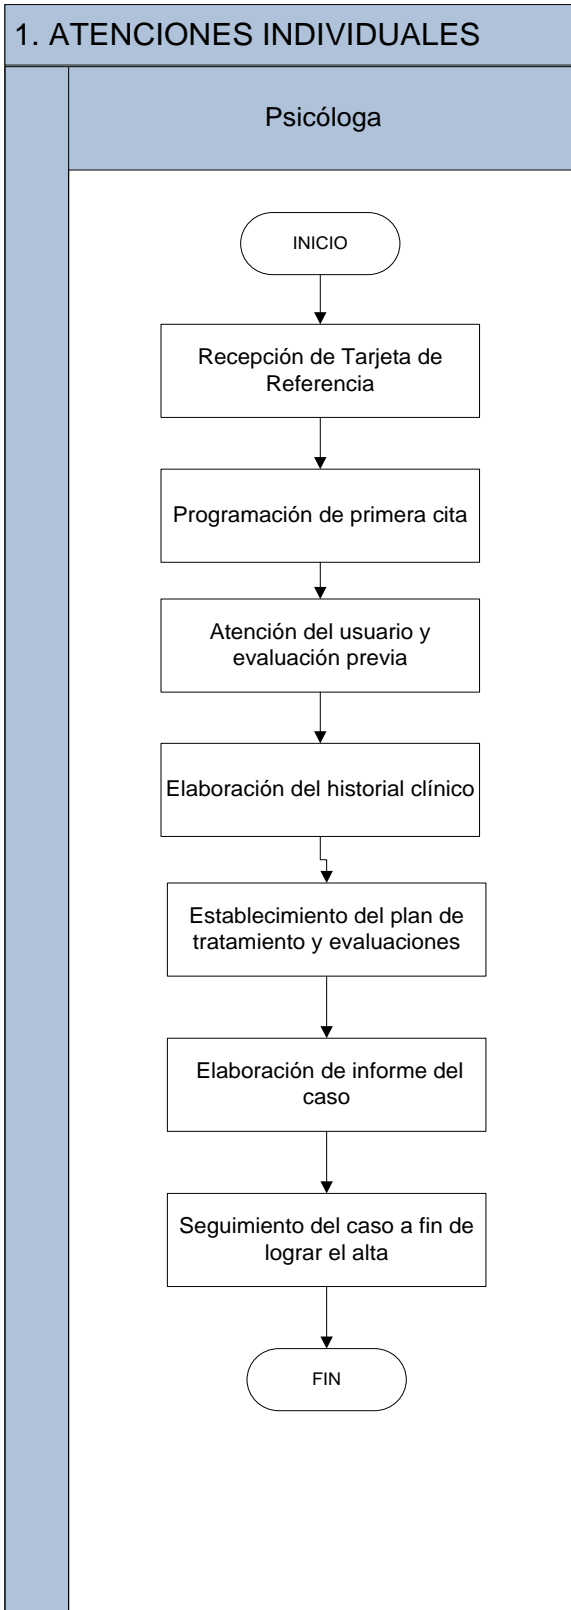 1. ATENCIONES INDIVIDUALES
Psicóloga
INICIO
Recepción de Tarjeta de
Referencia
Programación de primera cita
Atención del usuario y
evaluación previa
Elaboración del historial clínico
Establecimiento del plan de
tratamiento y evaluaciones
Elaboración de informe del
caso
Seguimiento del caso a fin de
lograr el alta
FIN